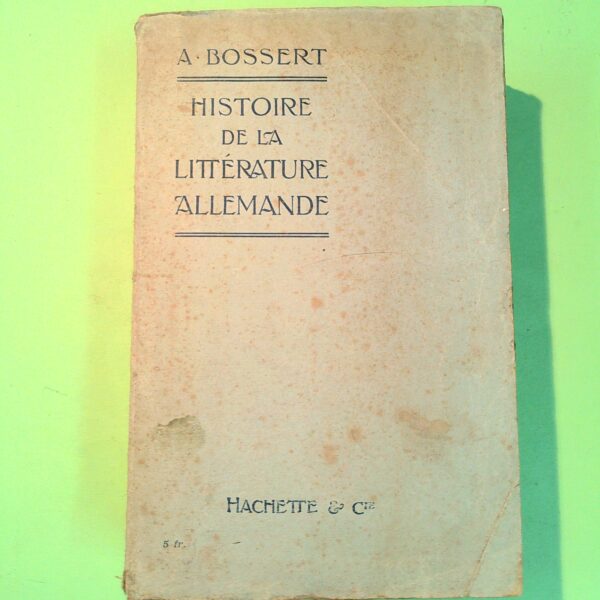 A · BOSSERT
HISTOIRE
DE LA
LITTÉRATURE
ALLEMANDE
HACHETTE & CIE
5 fr.